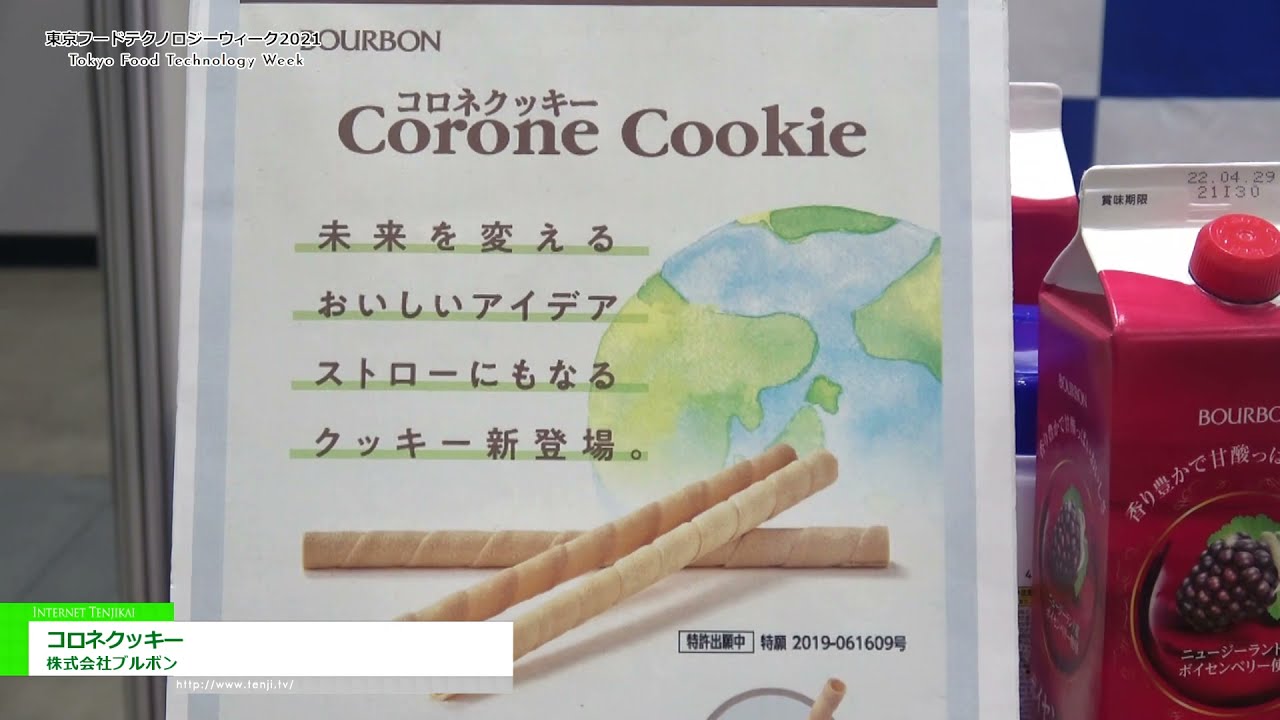 東京フードテクノロジーウィーク2021
Tokyo Food Technology Week
BOURBON
コロネクッキー
Corone Cookie
未来を変える
おいしいアイデア
ストローにもなる
クッキー新登場。
特許出願中 特願 2019-061609号
22.04.29
21I30
賞味期限
BOURBON
BOURBO
香り豊かで甘酸っぱ
ニュージーランド
ボイセンベリー使
INTERNET TENJIKAI
コロネクッキー
株式会社ブルボン
http://www.tenji.tv/